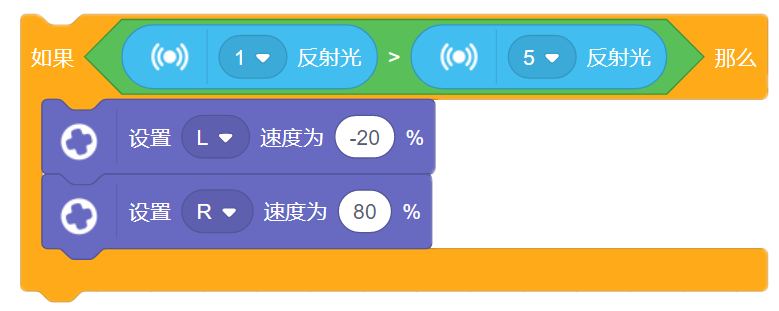 如果 1 反射光 > 5 反射光 那么
设置 L 速度为 -20 %
设置 R 速度为 80 %